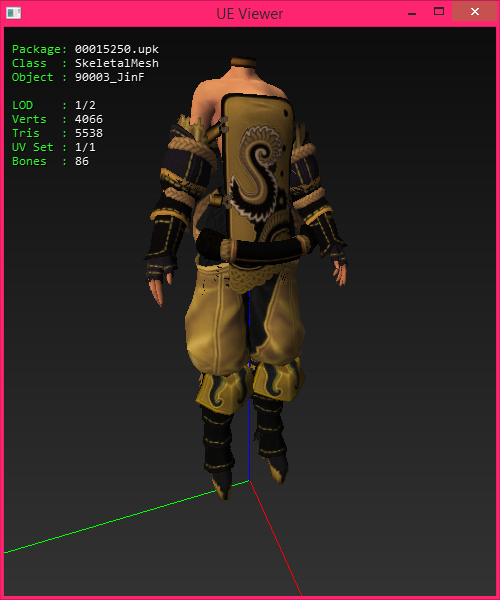 UE Viewer
Package: 00015250.upk
Class  : SkeletalMesh
Object : 90003_JinF
LOD    : 1/2
Verts  : 4066
Tris   : 5538
UV Set : 1/1
Bones  : 86